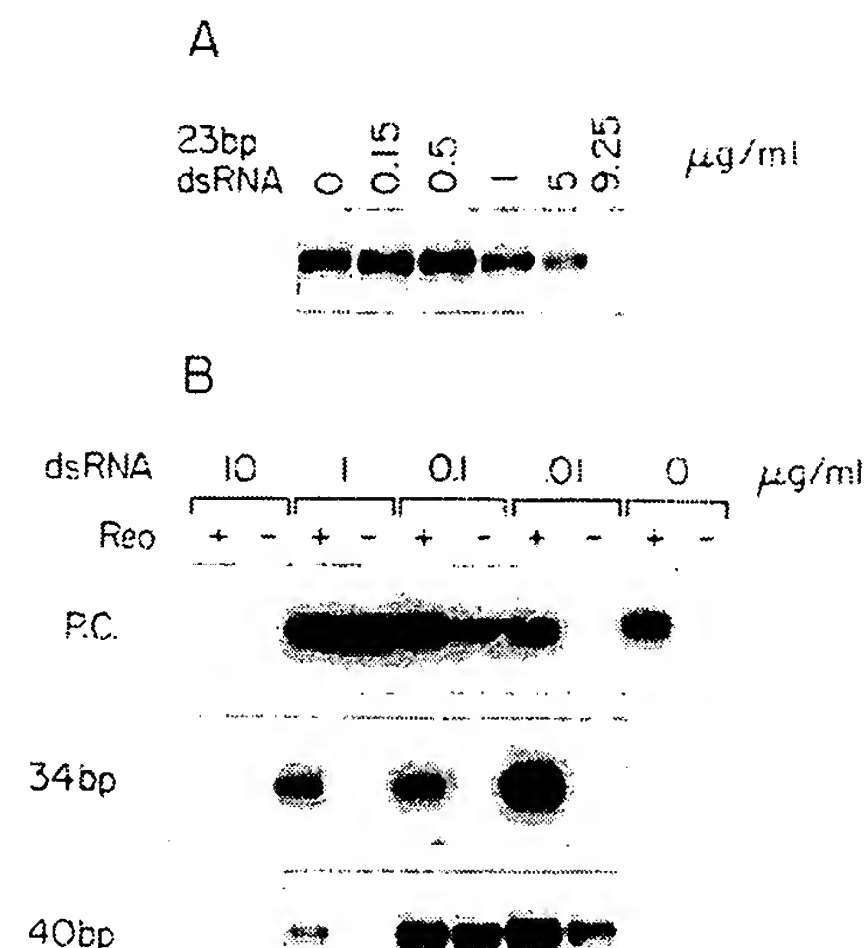 A
23bp
dsRNA 0 0.15 0.5 1 5 9.25 μg/ml
B
dsRNA 10 1 0.1 .01 0 μg/ml
Reo + - + - + - + - + -
P.C.
34bp
40bp